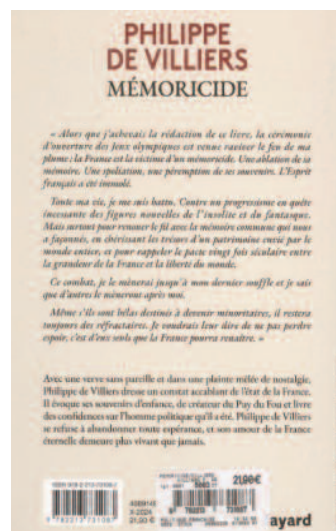 PHILIPPE
DE VILLIERS
MÉMORICIDE
« Alors que j'achevais la rédaction de ce livre, la cérémonie
d'ouverture des Jeux olympiques est venue raviver le feu de ma
plume : la France est la victime d'un mémoricide. Une ablation de sa
mémoire. Une spoliation, une péremption de ses souvenirs. L'Esprit
français a été immolé.
Toute ma vie, je me suis battu. Contre un progressisme en quête
incessante des figures nouvelles de l'insolite et du fantasque.
Mais surtout pour renouer le fil avec la mémoire commune qui nous
a façonnés, en chérissant les trésors d'un patrimoine envié par le
monde entier, et pour rappeler le pacte vingt fois séculaire entre
la grandeur de la France et la liberté du monde.
Ce combat, je le mènerai jusqu'à mon dernier souffle et je sais
que d'autres le mèneront après moi.
Même s'ils sont hélas destinés à devenir minoritaires, il restera
toujours des réfractaires. Je voudrais leur dire de ne pas perdre
espoir, c'est d'eux seuls que la France pourra renaître. »
Avec une verve sans pareille et dans une plainte mêlée de nostalgie,
Philippe de Villiers dresse un constat accablant de l'état de la France.
Il évoque ses souvenirs d'enfance, de créateur du Puy du Fou et livre
des confidences sur l'homme politique qu'il a été. Philippe de Villiers
se refuse à abandonner toute espérance, et son amour de la France
éternelle demeure plus vivant que jamais.
21,90€
X-2024
21,90 €
ayard